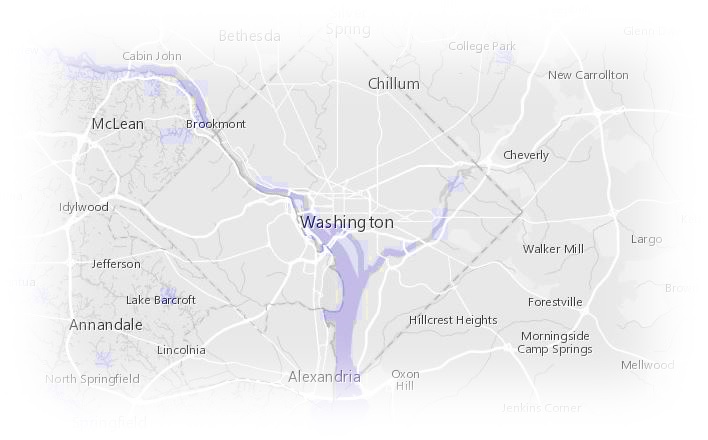 Spring
Bethesda
College Park
Cabin John
New Carrollton
Chillum
McLean
Brookmont
Cheverly
Idylwood
Washington
Largo
Walker Mill
Jefferson
Lake Barcroft
Forestville
Annandale
Hillcrest Heights
Morningside
Camp Springs
Lincolnia
Mellwood
North Springfield
Alexandria
Oxon
Hill
Jenkins Corner